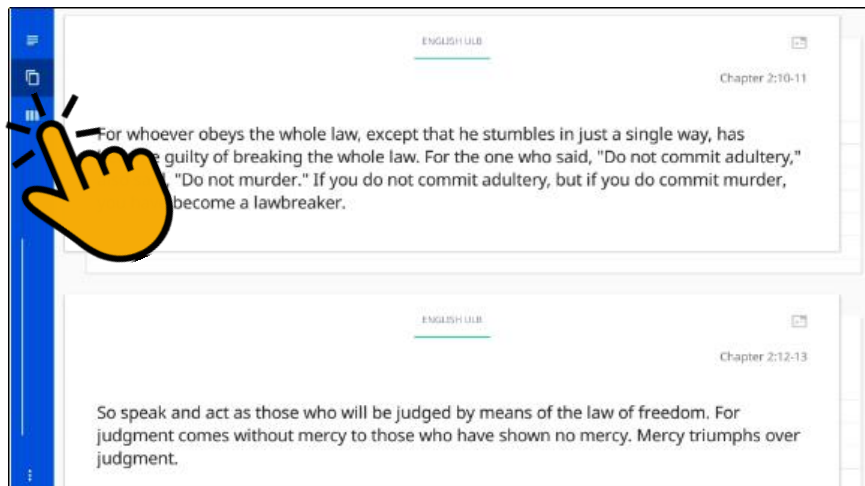 ENGLISH ULB
Chapter 2:10-11
For whoever obeys the whole law, except that he stumbles in just a single way, has
guilty of breaking the whole law. For the one who said, "Do not commit adultery,"
"Do not murder." If you do not commit adultery, but if you do commit murder,
become a lawbreaker.
ENGLISH ULB
Chapter 2:12-13
So speak and act as those who will be judged by means of the law of freedom. For
judgment comes without mercy to those who have shown no mercy. Mercy triumphs over
judgment.